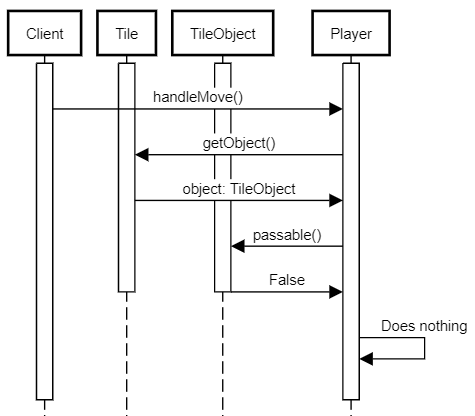 Client
Tile
TileObject
Player
handleMove()
getObject()
object: TileObject
passable()
False
Does nothing